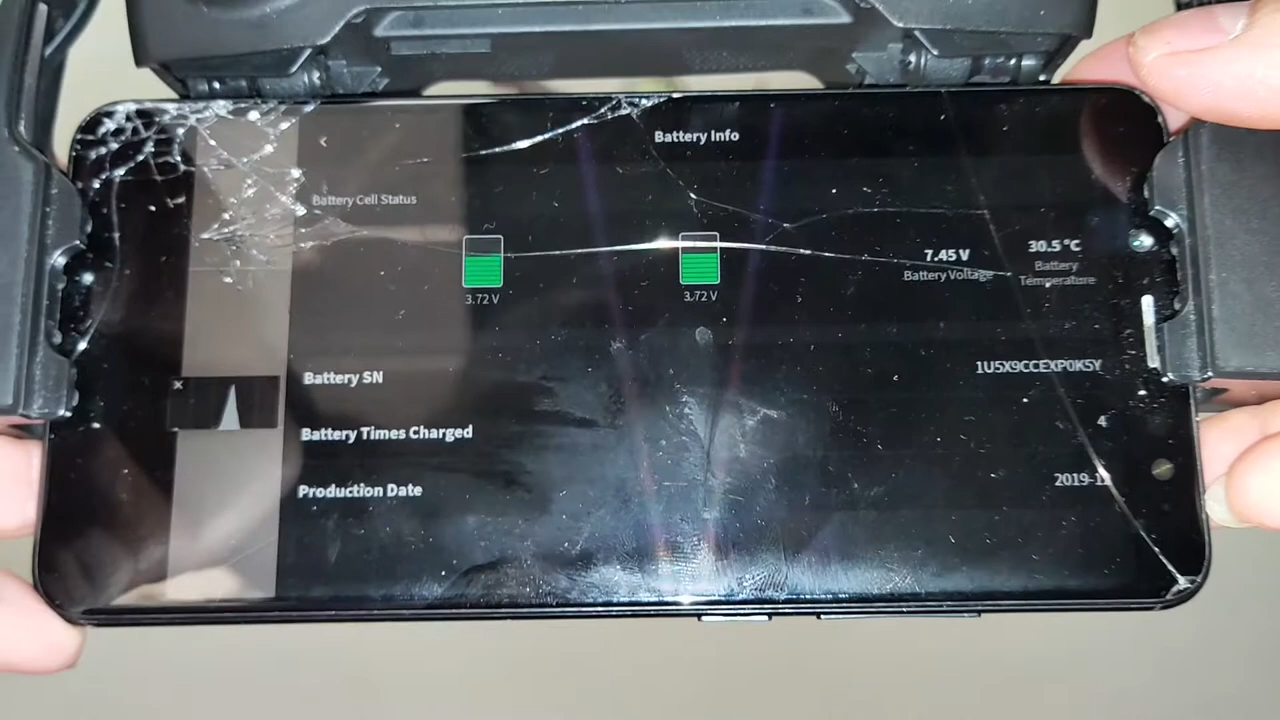 Battery Info
Battery Cell Status
3.72 V
3.72 V
7.45 V
Battery Voltage
30.5°C
Battery
Temperature
Battery SN
1U5X9CCEXP0K5Y
Battery Times Charged
4
Production Date